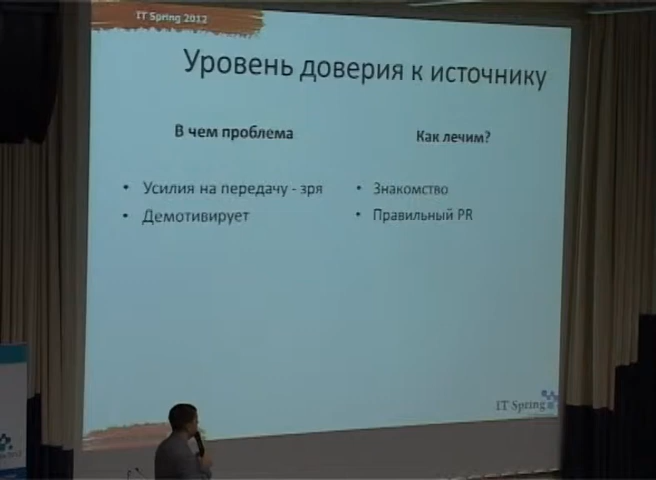 IT Spring 2012
Уровень доверия к источнику
В чем проблема
Как лечим?
• Усилия на передачу - зря
• Демотивирует
• Знакомство
• Правильный PR
IT Spring